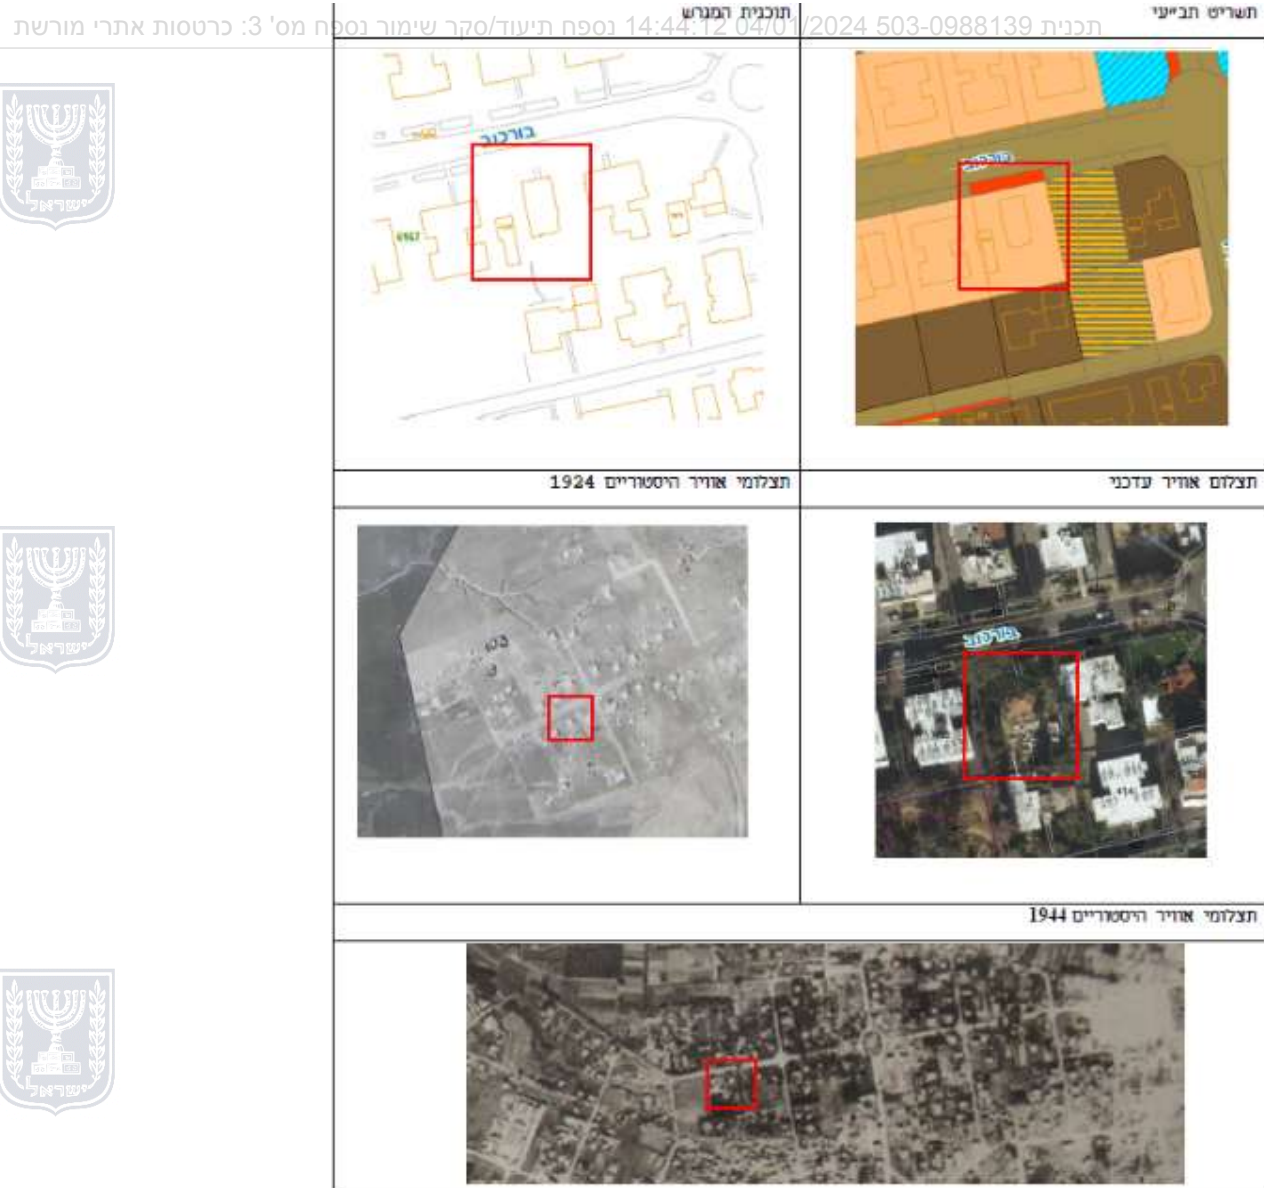 תכנית 503-0988139 04/01/2024 14:44:12 נספח תיעוד/סקר שימור נספח מס' 3: כרטסות אתרי מורשת
תשריט תב״עי
תוכנית המגרש
בורכוב
6167
בורכוב
תצלום אוויר עדכני
תצלומי אוויר היסטוריים 1924
בורכוב
תצלומי אוויר היסטוריים 1944
ישראל
ישראל
ישראל